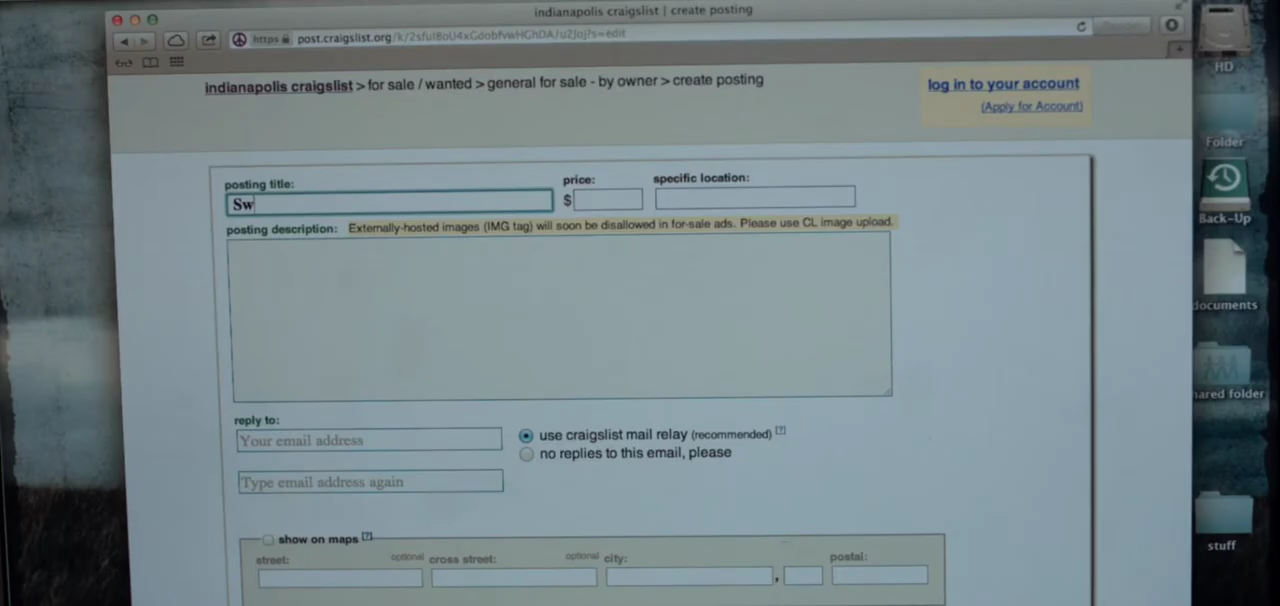 indianapolis craigslist | create posting
https post.craigslist.org
indianapolis craigslist > for sale / wanted > general for sale - by owner > create posting
log in to your account
(Apply for Account)
HD
Folder
Back-Up
documents
hared folder
stuff
posting title:
price:
specific location:
Sw
$
posting description: Externally-hosted images (IMG tag) will soon be disallowed in for-sale ads. Please use CL image upload.
reply to:
Your email address
use craigslist mail relay (recommended) [?]
no replies to this email, please
Type email address again
show on maps [?]
street: optional cross street: optional city: postal:
,